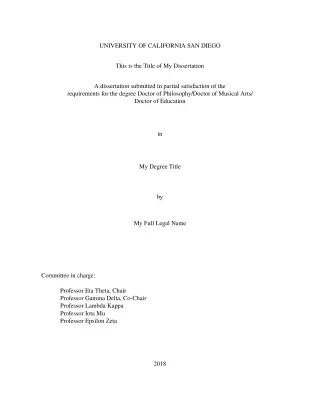 UNIVERSITY OF CALIFORNIA SAN DIEGO
This is the Title of My Dissertation
A dissertation submitted in partial satisfaction of the
requirements for the degree Doctor of Philosophy/Doctor of Musical Arts/
Doctor of Education
in
My Degree Title
by
My Full Legal Name
Committee in charge:
Professor Eta Theta, Chair
Professor Gamma Delta, Co-Chair
Professor Lambda Kappa
Professor Iota Mu
Professor Epsilon Zeta
2018